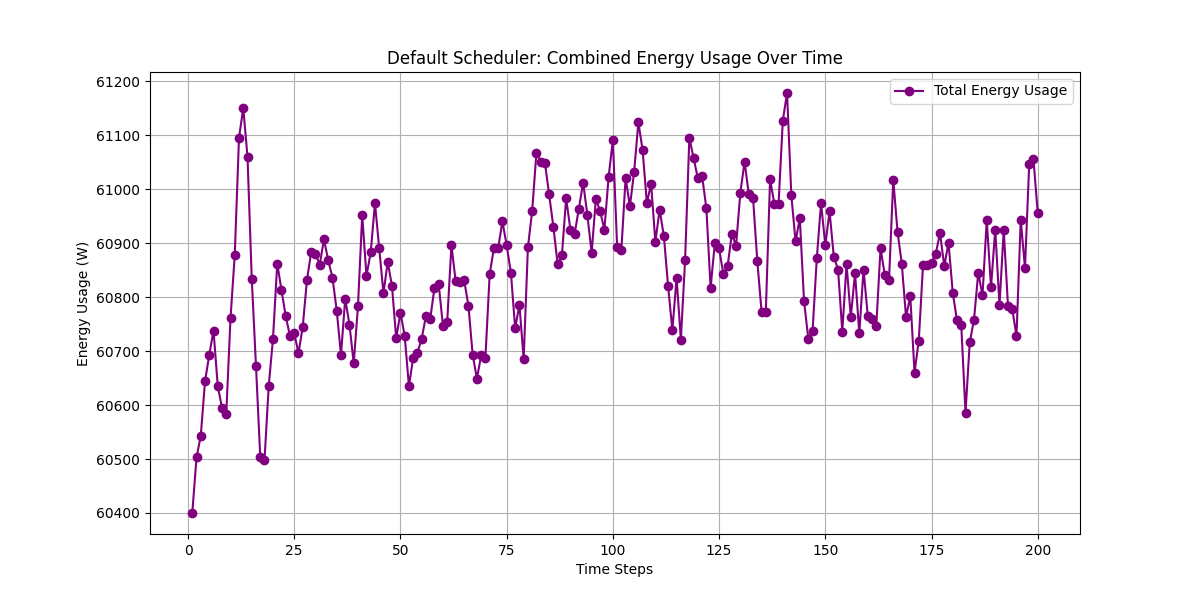 Default Scheduler: Combined Energy Usage Over Time
Total Energy Usage
Energy Usage (W)
61200
61100
61000
60900
60800
60700
60600
60500
60400
0 25 50 75 100 125 150 175 200
Time Steps